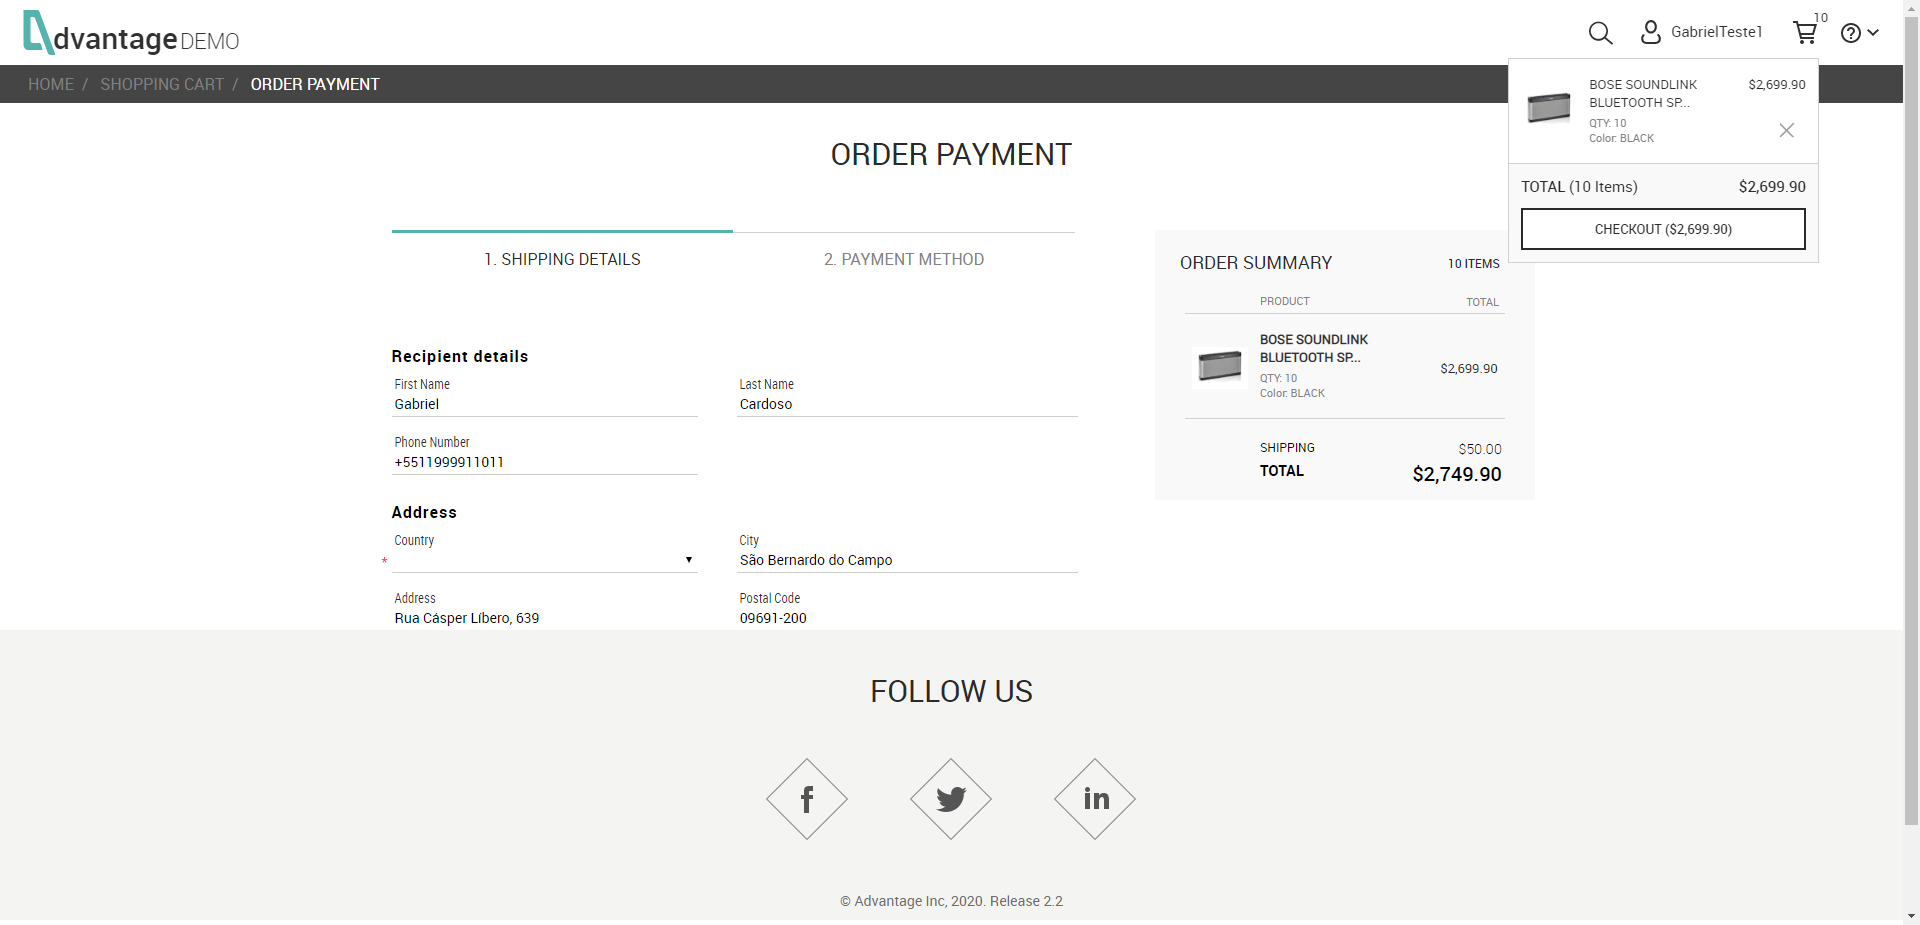 dvantage DEMO
GabrielTeste1
10
HOME / SHOPPING CART / ORDER PAYMENT
BOSE SOUNDLINK BLUETOOTH SP... $2,699.90
QTY: 10
Color: BLACK
TOTAL (10 Items) $2,699.90
CHECKOUT ($2,699.90)
ORDER PAYMENT
1. SHIPPING DETAILS
2. PAYMENT METHOD
Recipient details
First Name
Gabriel
Last Name
Cardoso
Phone Number
+5511999911011
Address
Country
*
City
São Bernardo do Campo
Address
Rua Cásper Líbero, 639
Postal Code
09691-200
ORDER SUMMARY 10 ITEMS
PRODUCT TOTAL
BOSE SOUNDLINK
BLUETOOTH SP...
$2,699.90
QTY: 10
Color: BLACK
SHIPPING $50.00
TOTAL $2,749.90
FOLLOW US
f
in
© Advantage Inc, 2020. Release 2.2